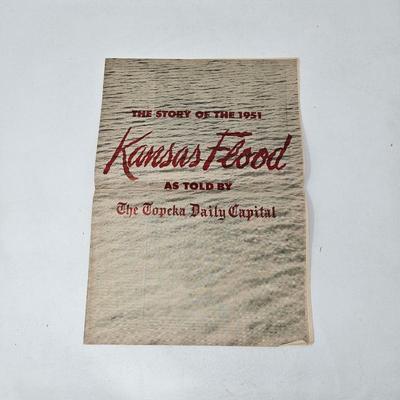 THE STORY OF THE 1951
Kansas Flood
AS TOLD BY
The Topeka Daily Capital